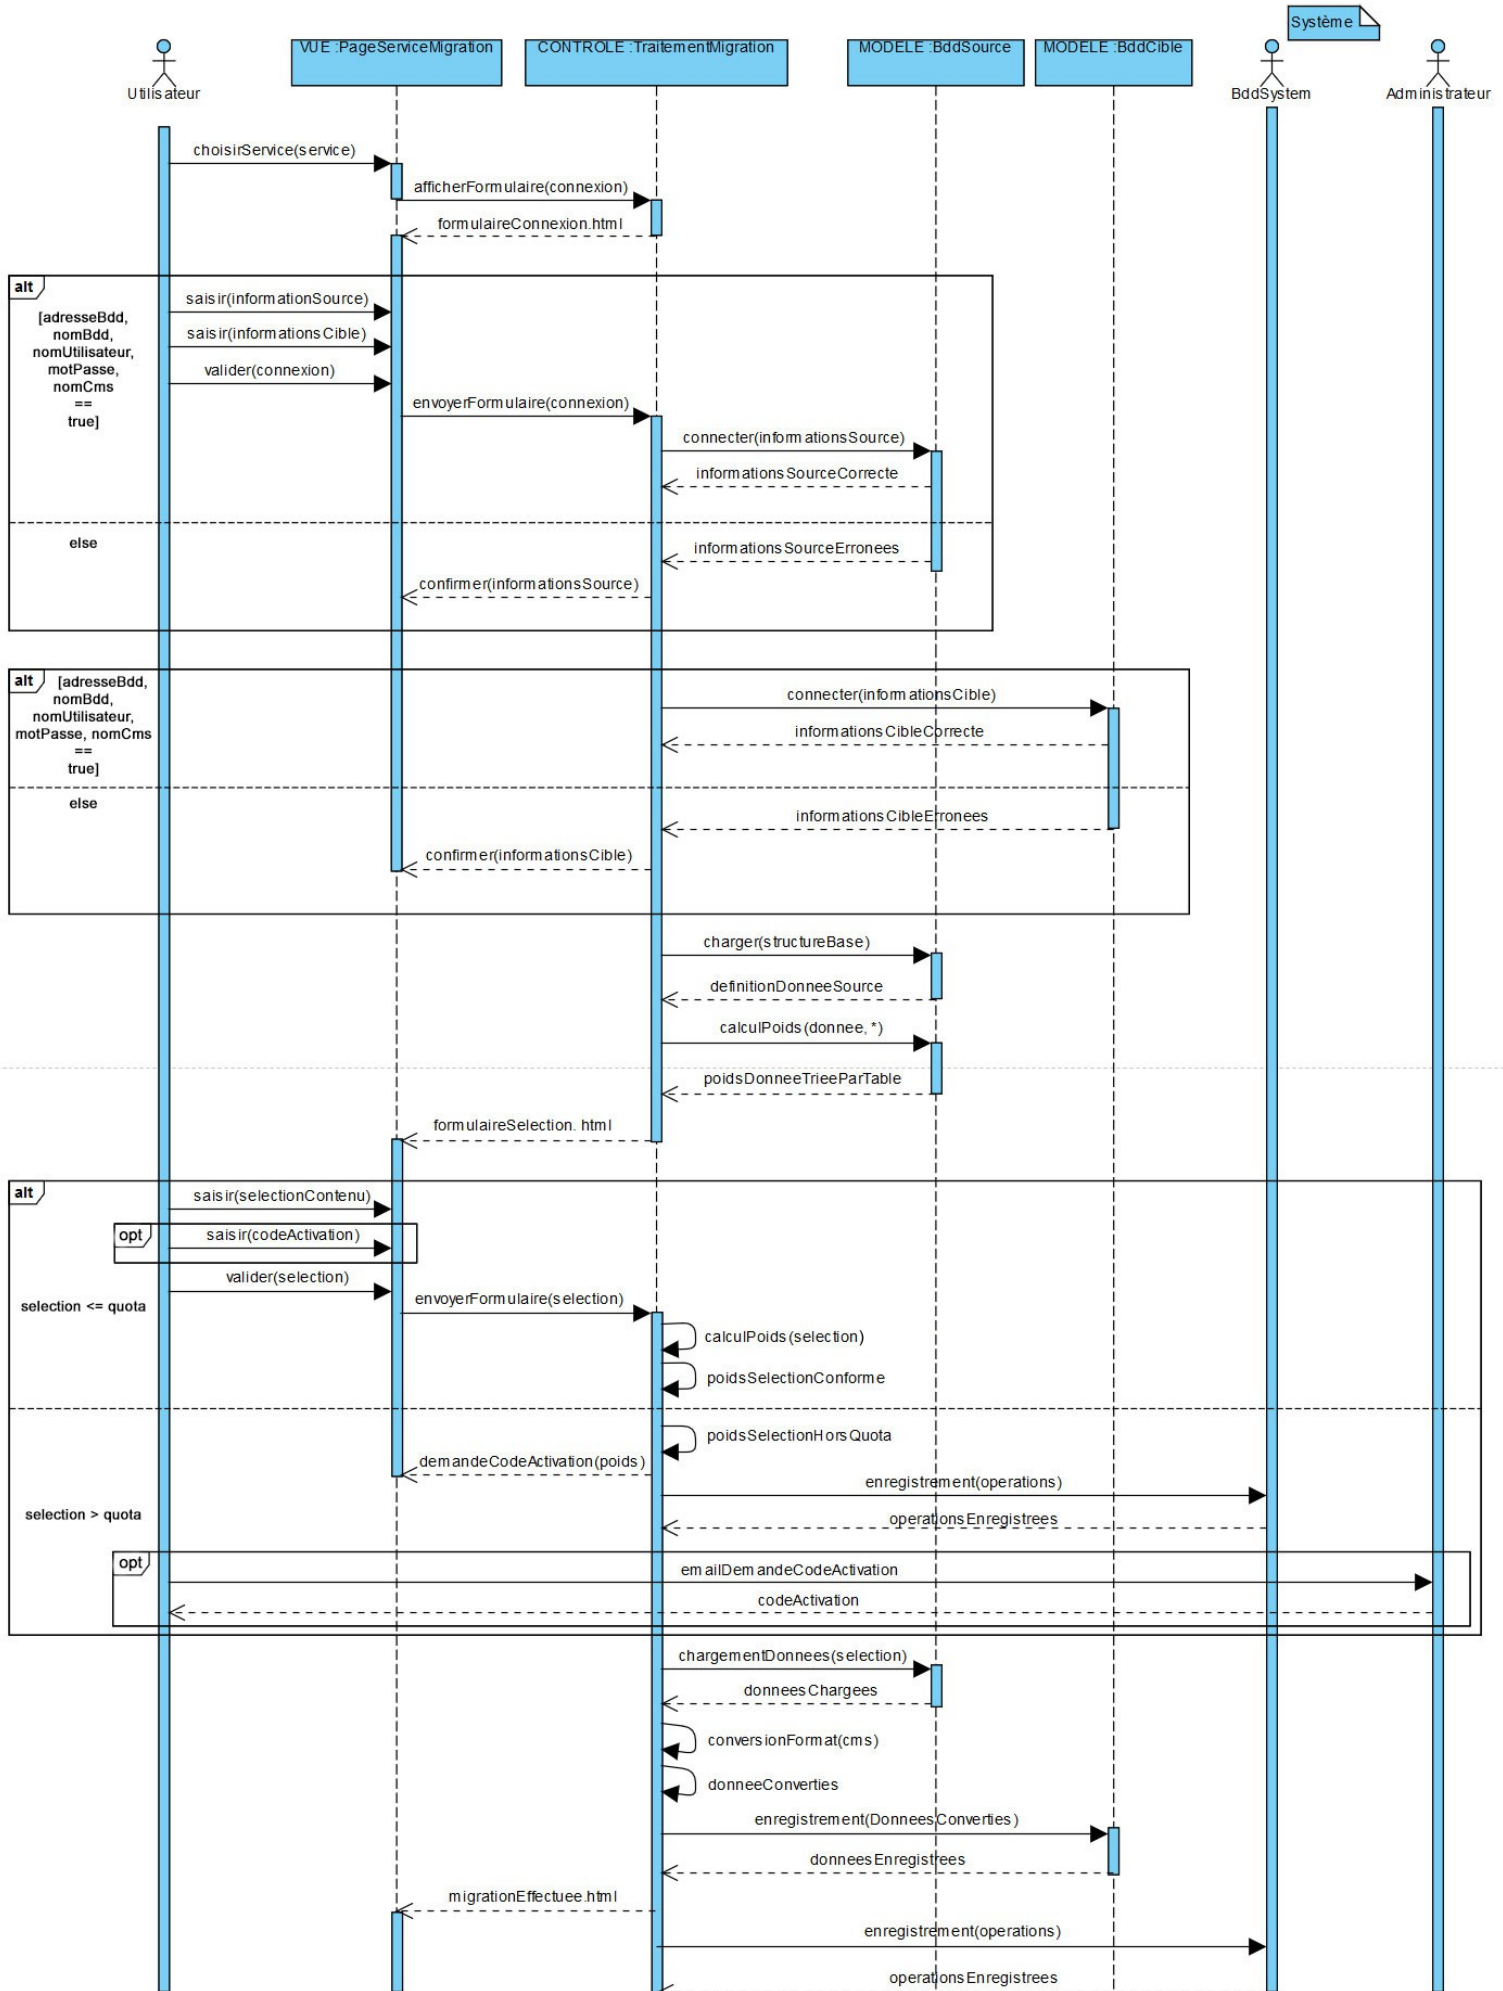 Système
VUE :PageServiceMigration
CONTROLE :TraitementMigration
MODELE :BddSource
MODELE :BddCible
Utilisateur
BddSystem
Administrateur
choisirService(service)
afficherFormulaire(connexion)
formulaireConnexion.html
alt
[adresseBdd,
nomBdd,
nomUtilisateur,
motPasse,
nomCms
==
true]
saisir(informationSource)
saisir(informationsCible)
valider(connexion)
envoyerFormulaire(connexion)
connecter(informationsSource)
informationsSourceCorrecte
else
informationsSourceErronees
confirmer(informationsSource)
alt
[adresseBdd,
nomBdd,
nomUtilisateur,
motPasse, nomCms
==
true]
connecter(informationsCible)
informationsCibleCorrecte
else
informationsCibleErronees
confirmer(informationsCible)
charger(structureBase)
definitionDonneeSource
calculPoids(donnee, *)
poidsDonneeTrieeParTable
formulaireSelection. html
alt
saisir(selectionContenu)
opt
saisir(codeActivation)
valider(selection)
selection <= quota
envoyerFormulaire(selection)
calculPoids(selection)
poidsSelectionConforme
poidsSelectionHorsQuota
demandeCodeActivation(poids)
enregistrement(operations)
selection > quota
operationsEnregistrees
opt
emailDemandeCodeActivation
codeActivation
chargementDonnees(selection)
donneesChargees
conversionFormat(cms)
donneeConverties
enregistrement(DonneesConverties)
donneesEnregistrees
migrationEffectuee.html
enregistrement(operations)
operationsEnregistrees